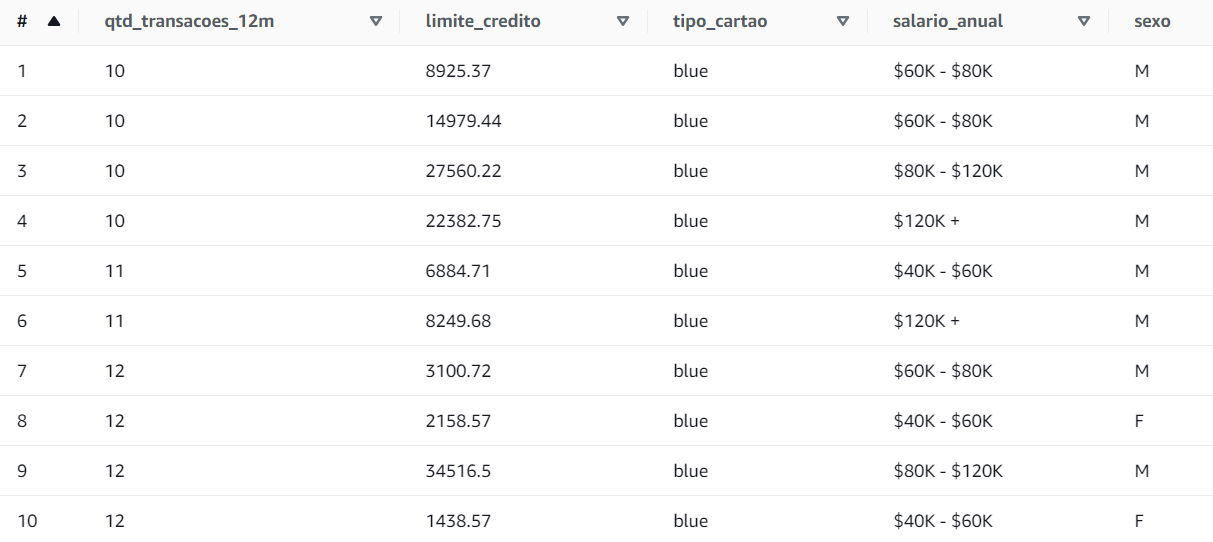 # qtd_transacoes_12m limite_credito tipo_cartao salario_anual sexo
1 10 8925.37 blue $60K - $80K M
2 10 14979.44 blue $60K - $80K M
3 10 27560.22 blue $80K - $120K M
4 10 22382.75 blue $120K + M
5 11 6884.71 blue $40K - $60K M
6 11 8249.68 blue $120K + M
7 12 3100.72 blue $60K - $80K M
8 12 2158.57 blue $40K - $60K F
9 12 34516.5 blue $80K - $120K M
10 12 1438.57 blue $40K - $60K F